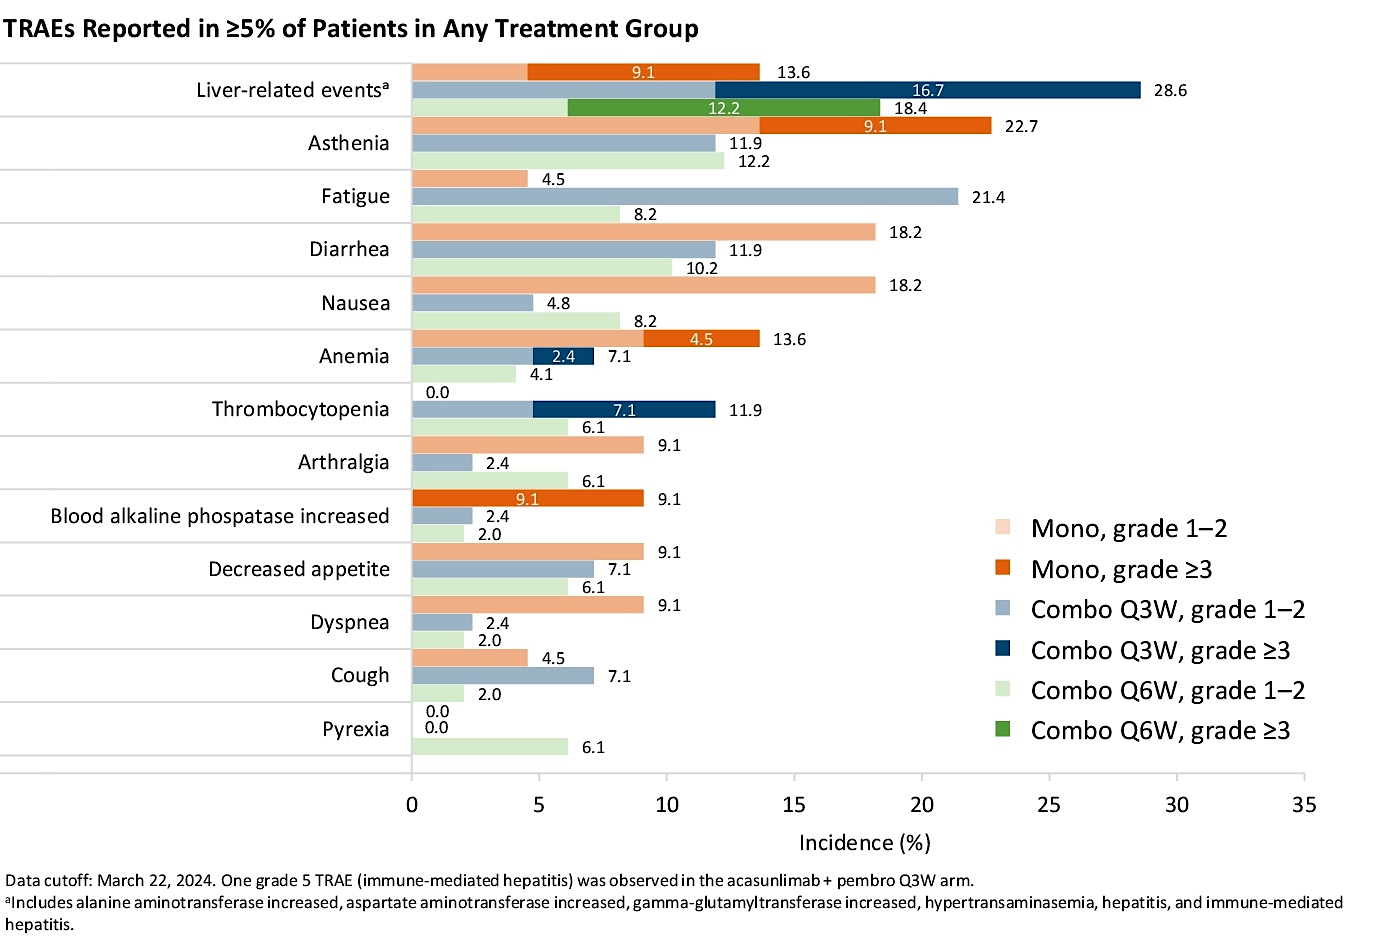 TRAEs Reported in ≥5% of Patients in Any Treatment Group
Liver-related eventsᵃ
9.1 13.6
16.7 28.6
12.2 18.4
Asthenia
9.1 22.7
11.9
12.2
Fatigue
4.5
21.4
8.2
Diarrhea
18.2
11.9
10.2
Nausea
18.2
4.8
8.2
Anemia
4.5 13.6
2.4 7.1
4.1
Thrombocytopenia
0.0
7.1 11.9
6.1
Arthralgia
9.1
2.4
6.1
Blood alkaline phospatase increased
9.1 9.1
2.4
2.0
Decreased appetite
9.1
7.1
6.1
Dyspnea
9.1
2.4
2.0
Cough
4.5
7.1
2.0
Pyrexia
0.0
0.0
6.1
Mono, grade 1–2
Mono, grade ≥3
Combo Q3W, grade 1–2
Combo Q3W, grade ≥3
Combo Q6W, grade 1–2
Combo Q6W, grade ≥3
0 5 10 15 20 25 30 35
Incidence (%)
Data cutoff: March 22, 2024. One grade 5 TRAE (immune-mediated hepatitis) was observed in the acasunlimab + pembro Q3W arm.
ᵃIncludes alanine aminotransferase increased, aspartate aminotransferase increased, gamma-glutamyltransferase increased, hypertransaminasemia, hepatitis, and immune-mediated
hepatitis.